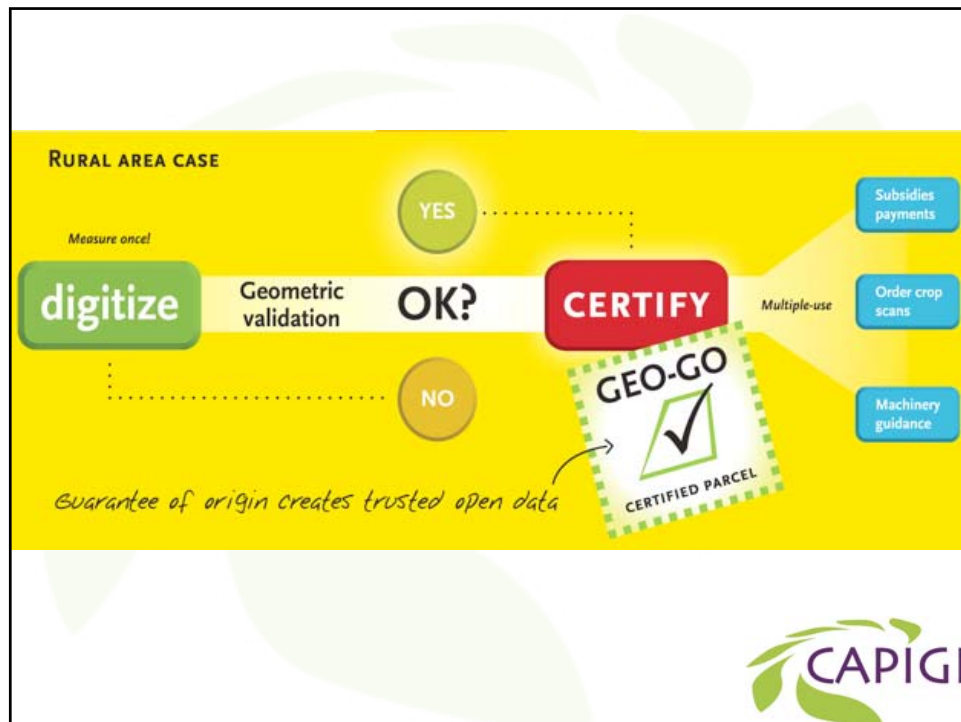 RURAL AREA CASE
Measure once!
digitize
Geometric
validation
YES
OK?
NO
CERTIFY
Multiple-use
Subsidies
payments
Order crop
scans
Machinery
guidance
GEO-GO
CERTIFIED PARCEL
Guarantee of origin creates trusted open data
CAPIGI